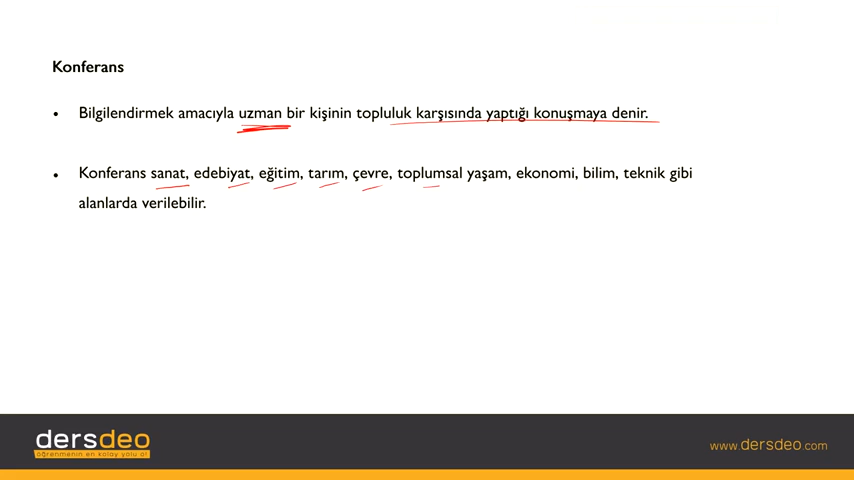 Konferans
• Bilgilendirmek amacıyla uzman bir kişinin topluluk karşısında yaptığı konuşmaya denir.
• Konferans sanat, edebiyat, eğitim, tarım, çevre, toplumsal yaşam, ekonomi, bilim, teknik gibi
alanlarda verilebilir.
dersdeo
öğrenmenin en kolay yolu o!
www.dersdeo.com